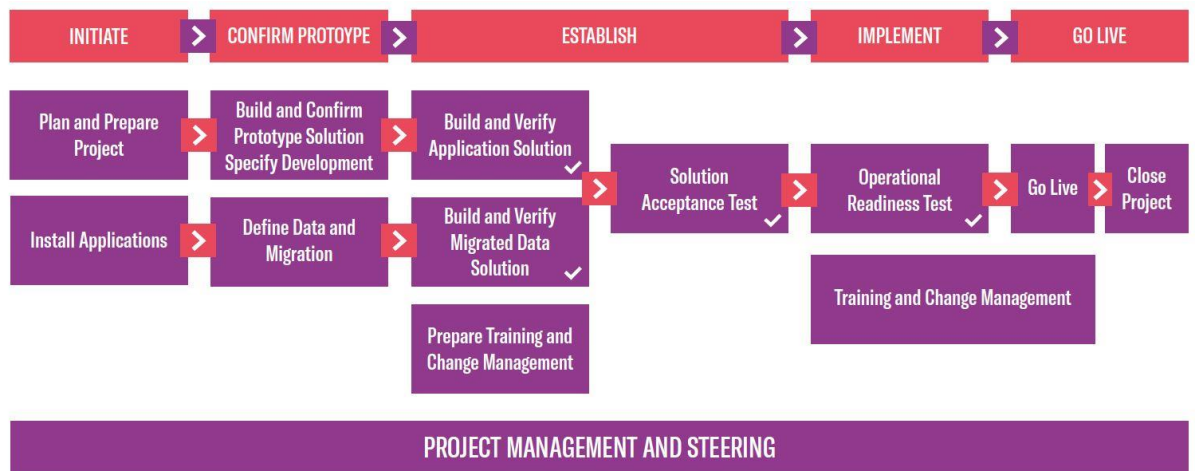 INITIATE
CONFIRM PROTOYPE
ESTABLISH
IMPLEMENT
GO LIVE
Plan and Prepare
Project
Build and Confirm
Prototype Solution
Specify Development
Build and Verify
Application Solution
Install Applications
Define Data and
Migration
Build and Verify
Migrated Data
Solution
Solution
Acceptance Test
Operational
Readiness Test
Go Live
Close
Project
Prepare Training and
Change Management
Training and Change Management
PROJECT MANAGEMENT AND STEERING